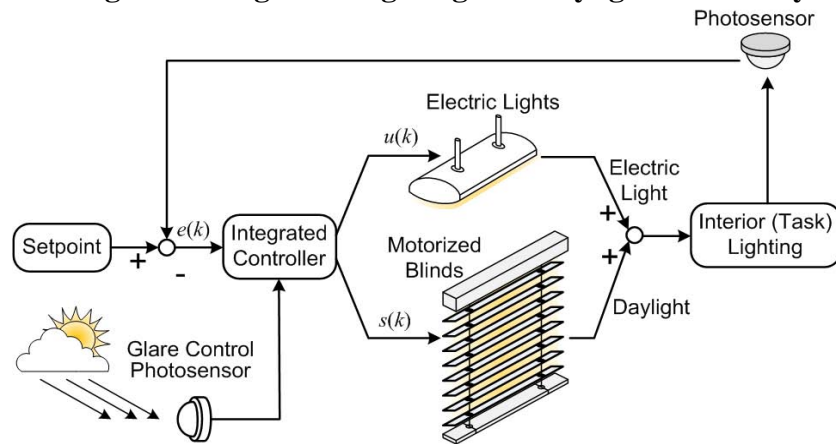 Photosensor
Electric Lights
u(k)
Electric
Light
+
Setpoint
+
e(k)
-
Integrated
Controller
Motorized
Blinds
+
Interior (Task)
Lighting
s(k)
Daylight
Glare Control
Photosensor